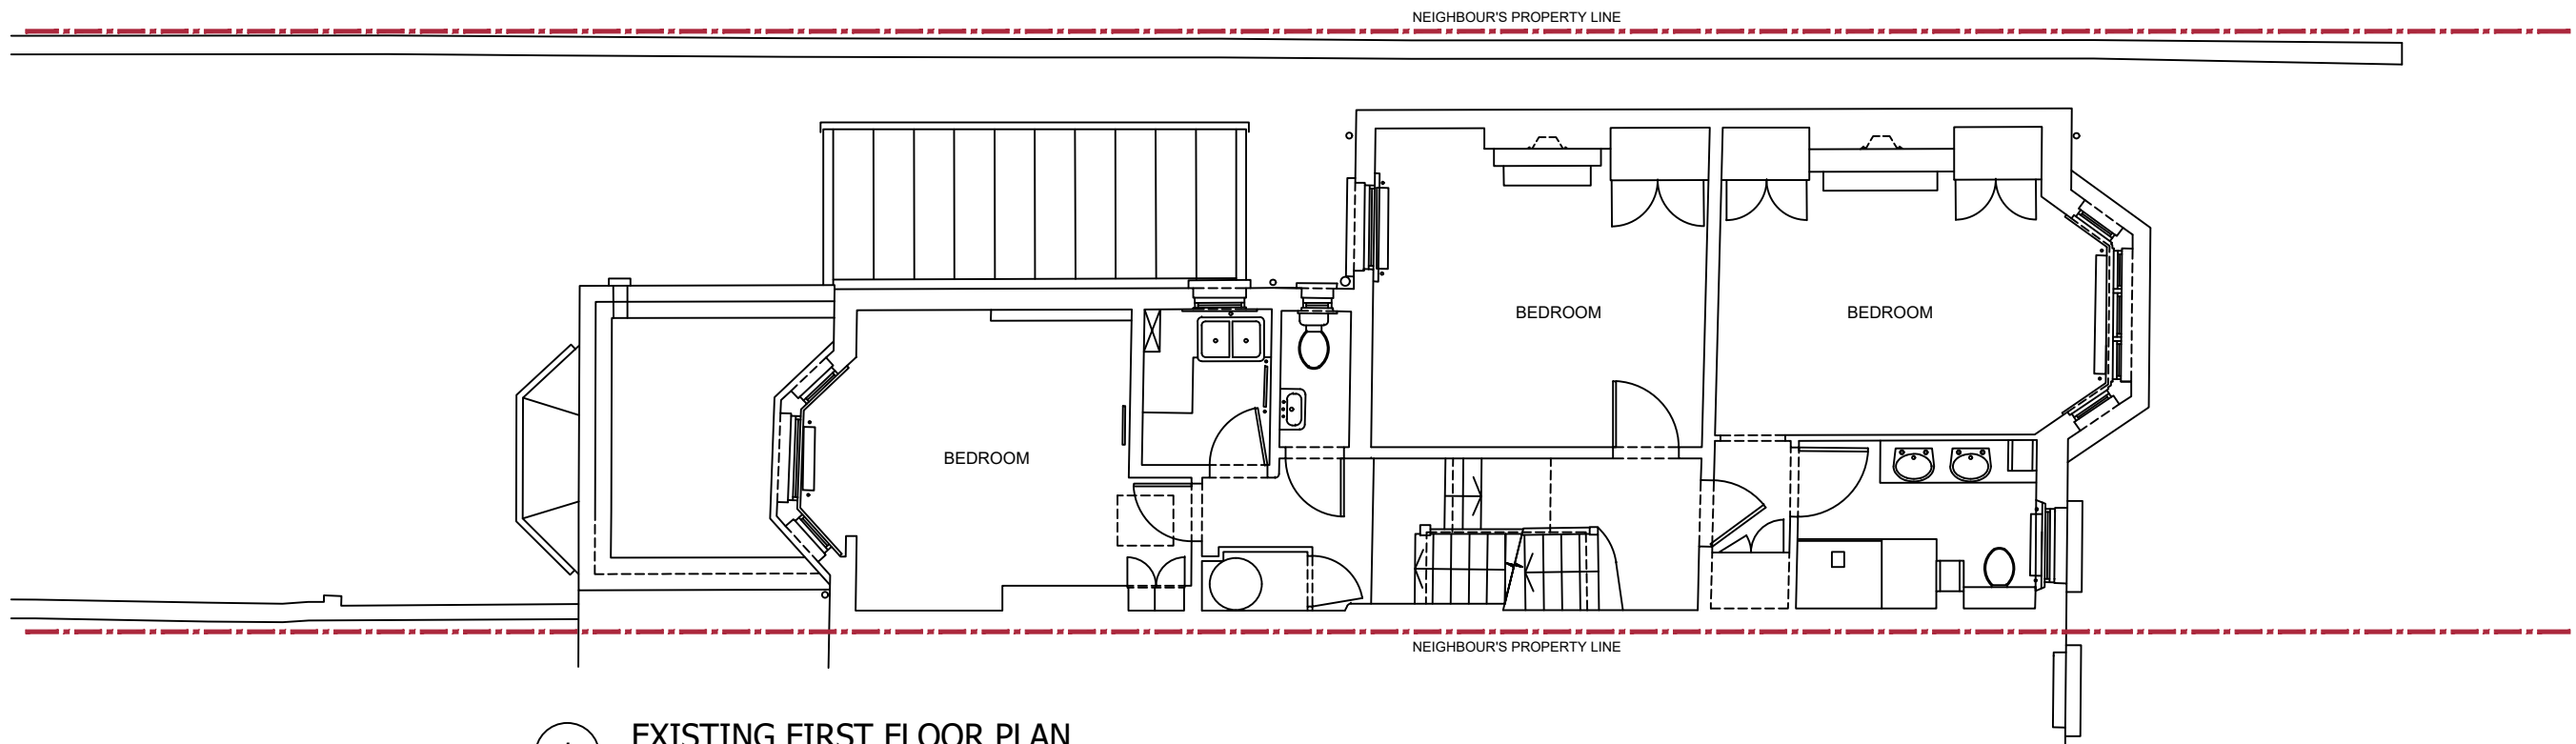 NEIGHBOUR'S PROPERTY LINE
BEDROOM
BEDROOM
BEDROOM
NEIGHBOUR'S PROPERTY LINE
EXISTING FIRST FLOOR PLAN